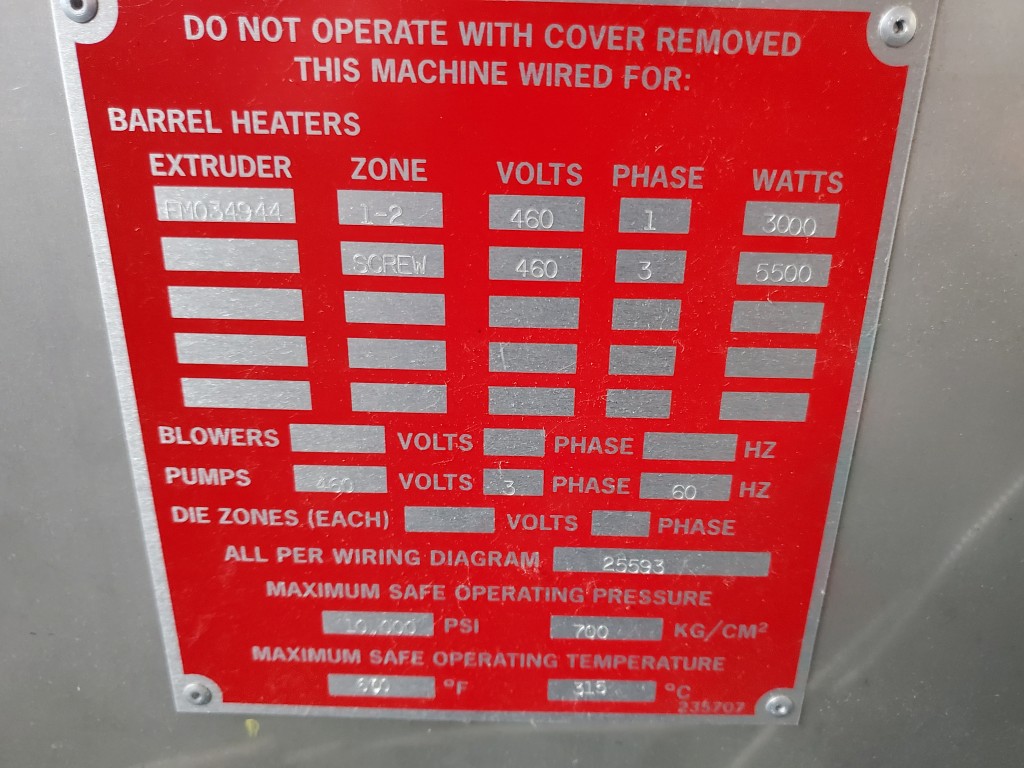 DO NOT OPERATE WITH COVER REMOVED
THIS MACHINE WIRED FOR:
BARREL HEATERS
EXTRUDER ZONE VOLTS PHASE WATTS
1-2 460 1 3000
SCREW 460 3 5500
BLOWERS VOLTS PHASE HZ
PUMPS 460 VOLTS 3 PHASE 60 HZ
DIE ZONES (EACH) VOLTS PHASE
ALL PER WIRING DIAGRAM 25593
MAXIMUM SAFE OPERATING PRESSURE
10,000 PSI 700 KG/CM²
MAXIMUM SAFE OPERATING TEMPERATURE
°F 315 °C
235707